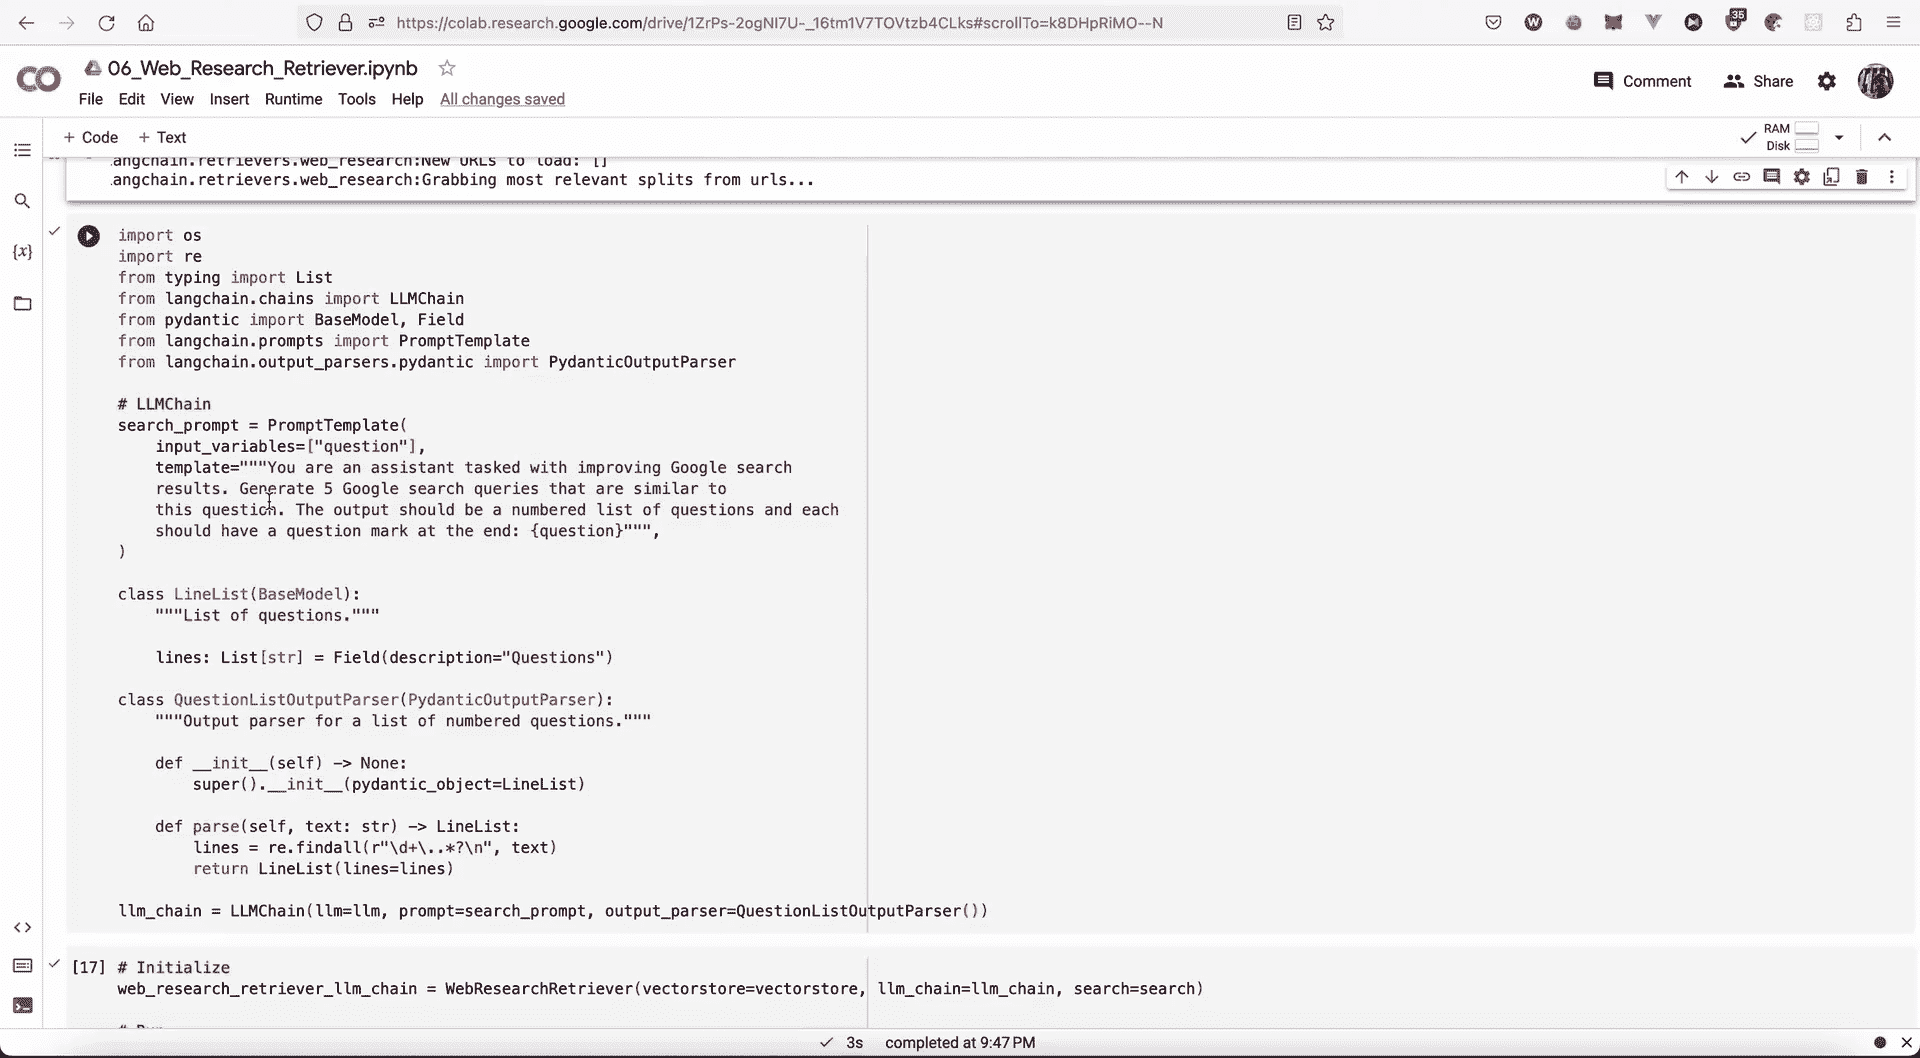 https://colab.research.google.com/drive/1ZrPs-2ogNI7U-_16tm1V7TOVtzb4CLks#scrollTo=k8DHpRiMO--N
35
CO
06_Web_Research_Retriever.ipynb
File Edit View Insert Runtime Tools Help All changes saved
Comment
Share
+ Code + Text
RAM
Disk
angchain.retrievers.web_research:New URLs to load: []
angchain.retrievers.web_research:Grabbing most relevant splits from urls...
import os
import re
from typing import List
from langchain.chains import LLMChain
from pydantic import BaseModel, Field
from langchain.prompts import PromptTemplate
from langchain.output_parsers.pydantic import PydanticOutputParser
# LLMChain
search_prompt = PromptTemplate(
input_variables=["question"],
template="""You are an assistant tasked with improving Google search
results. Generate 5 Google search queries that are similar to
this question. The output should be a numbered list of questions and each
should have a question mark at the end: {question}""",
)
class LineList(BaseModel):
"""List of questions."""
lines: List[str] = Field(description="Questions")
class QuestionListOutputParser(PydanticOutputParser):
"""Output parser for a list of numbered questions."""
def __init__(self) -> None:
super().__init__(pydantic_object=LineList)
def parse(self, text: str) -> LineList:
lines = re.findall(r"\d+\..*?\n", text)
return LineList(lines=lines)
llm_chain = LLMChain(llm=llm, prompt=search_prompt, output_parser=QuestionListOutputParser())
[17] # Initialize
web_research_retriever_llm_chain = WebResearchRetriever(vectorstore=vectorstore, llm_chain=llm_chain, search=search)
3s completed at 9:47 PM